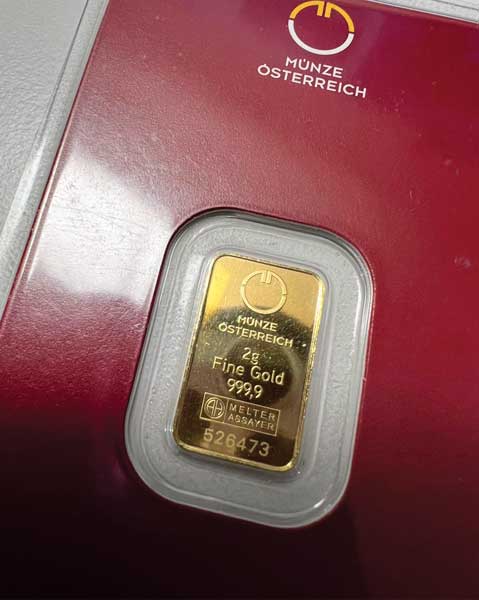 MÜNZE
ÖSTERREICH
MÜNZE
ÖSTERREICH
2g
Fine Gold
999,9
MELTER
ASSAYER
526473